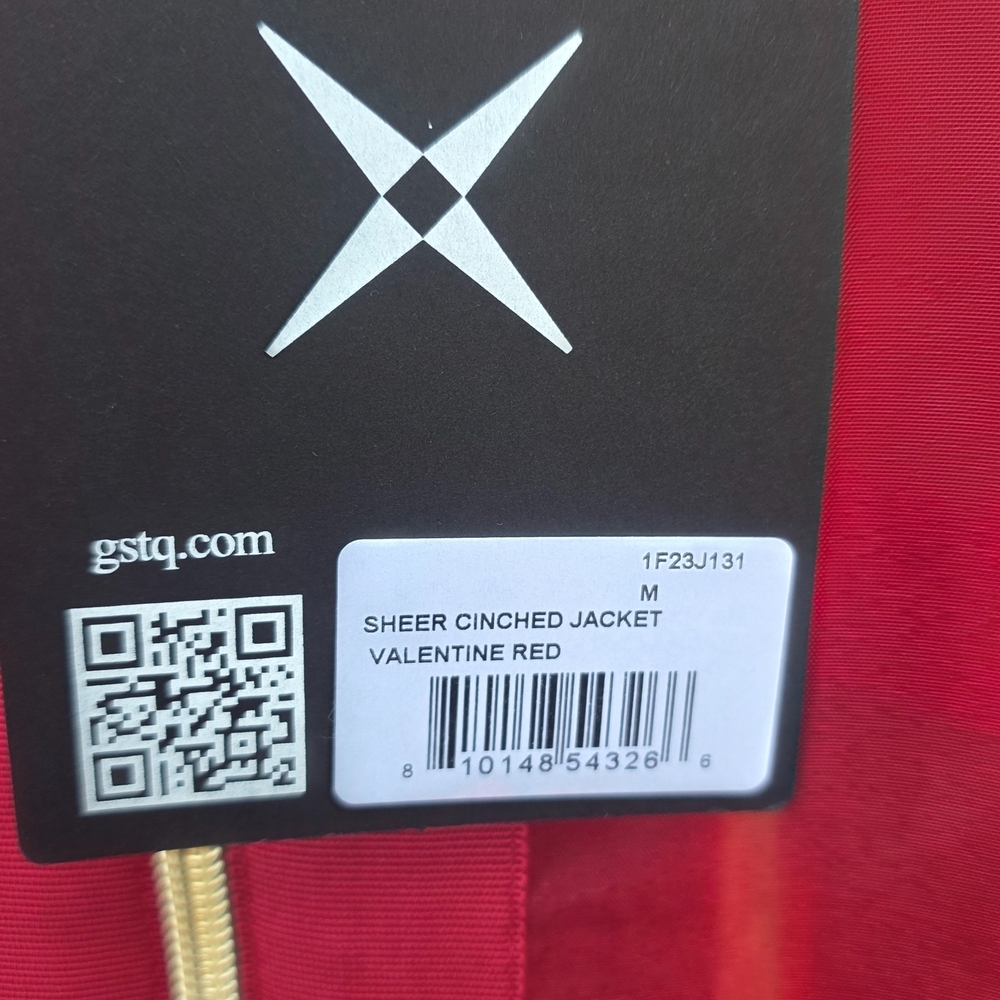 gstq.com
1F23J131
M
SHEER CINCHED JACKET
VALENTINE RED
8 10148 54326 6